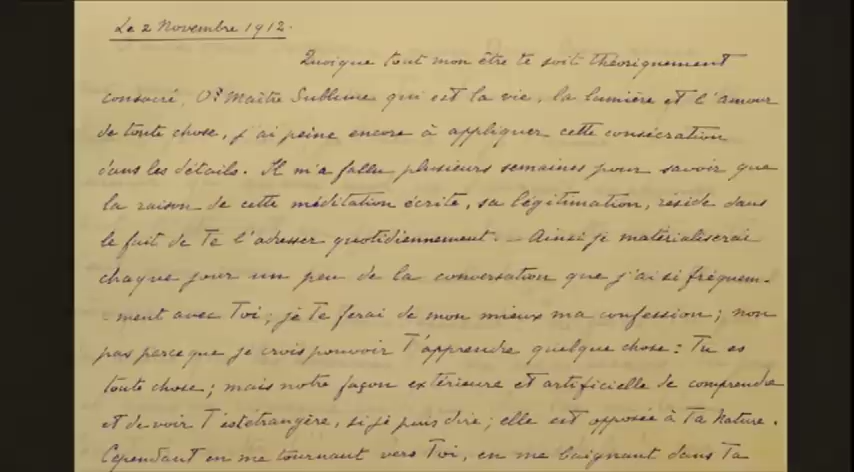 Le 2 Novembre 1912.
Quoique tout mon être te soit théoriquement
consacré, Ô Maître Sublime qui est la vie, la lumière et l'amour
de toute chose, j'ai peine encore à appliquer cette consécration
dans les détails. Il m'a fallu plusieurs semaines pour savoir que
la raison de cette méditation écrite, sa légitimation, réside dans
le fait de Te l'adresser quotidiennement. — Ainsi je matérialiserai
chaque jour un peu de la conversation que j'ai si fréquem-
-ment avec Toi ; je Te ferai de mon mieux ma confession ; non
pas parce que je crois pouvoir T'apprendre quelque chose : Tu es
toute chose ; mais notre façon extérieure et artificielle de comprendre
et de voir T'est étrangère, si je puis dire ; elle est opposée à Ta Nature.
Cependant en me tournant vers Toi, en me baignant dans Ta